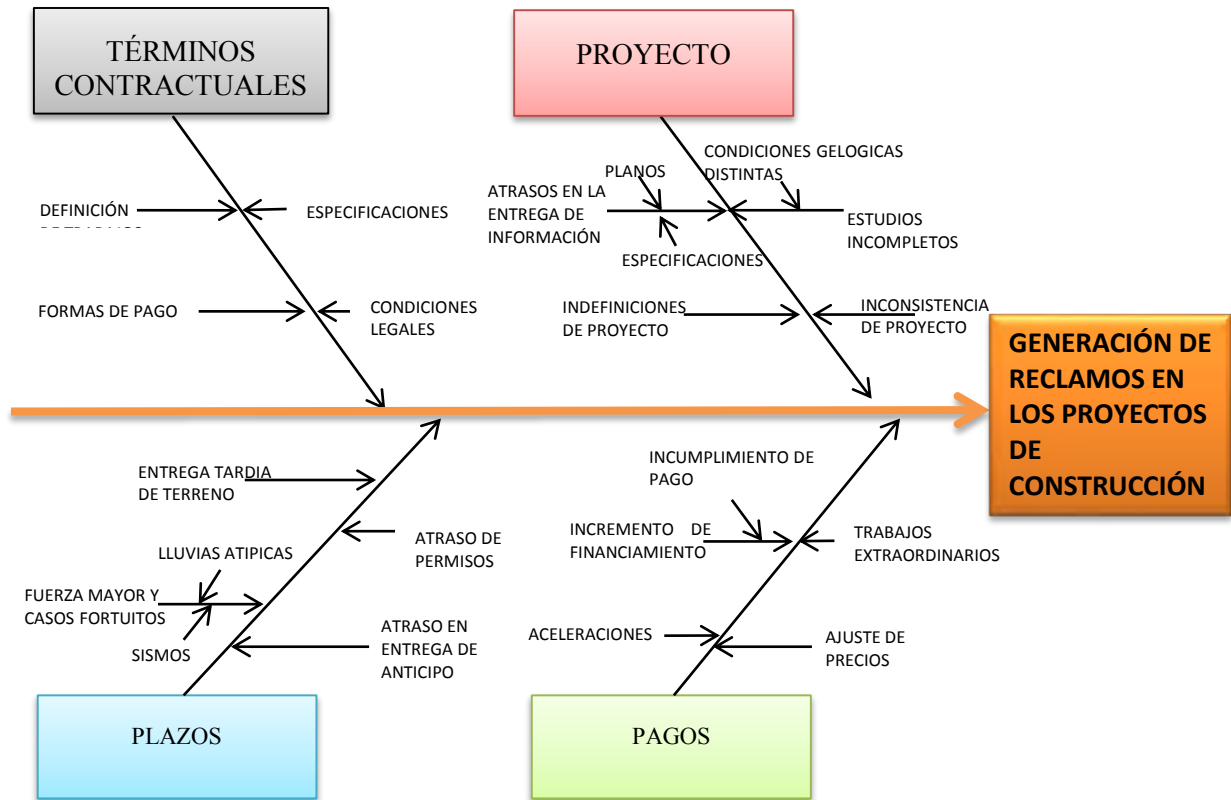 TÉRMINOS
CONTRACTUALES
PROYECTO
DEFINICIÓN
ESPECIFICACIONES
FORMAS DE PAGO
CONDICIONES
LEGALES
PLANOS
CONDICIONES GELOGICAS
DISTINTAS
ATRASOS EN LA
ENTREGA DE
INFORMACIÓN
ESTUDIOS
INCOMPLETOS
ESPECIFICACIONES
INDEFINICIONES
DE PROYECTO
INCONSISTENCIA
DE PROYECTO
GENERACIÓN DE
RECLAMOS EN
LOS PROYECTOS
DE
CONSTRUCCIÓN
ENTREGA TARDIA
DE TERRENO
ATRASO DE
PERMISOS
LLUVIAS ATIPICAS
FUERZA MAYOR Y
CASOS FORTUITOS
SISMOS
ATRASO EN
ENTREGA DE
ANTICIPO
INCUMPLIMIENTO DE
PAGO
INCREMENTO DE
FINANCIAMIENTO
TRABAJOS
EXTRAORDINARIOS
ACELERACIONES
AJUSTE DE
PRECIOS
PLAZOS
PAGOS